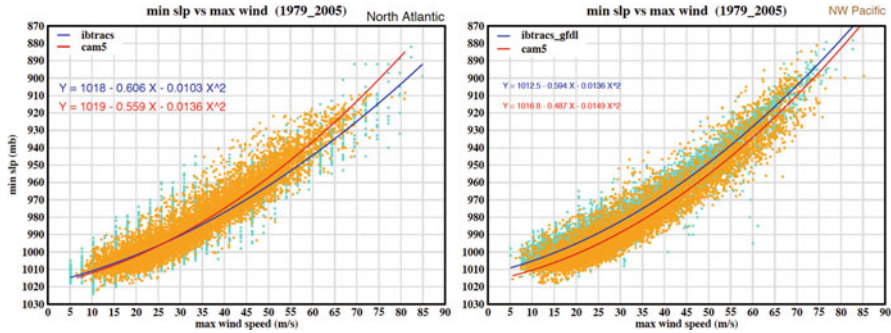 min slp vs max wind (1979_2005)
North Atlantic
870
880
890
900
910
920
930
940
950
960
970
980
990
1000
1010
1020
1030
min slp (mb)
ibtracs
cam5
Y = 1018 - 0.606 X - 0.0103 X^2
Y = 1019 - 0.559 X - 0.0136 X^2
0 5 10 15 20 25 30 35 40 45 50 55 60 65 70 75 80 85 90
max wind speed (m/s)
min slp vs max wind (1979_2005)
NW Pacific
870
880
890
900
910
920
930
940
950
960
970
980
990
1000
1010
1020
1030
ibtracs_gfdl
cam5
Y = 1012.5 - 0.594 X - 0.0136 X^2
Y = 1016.8 - 0.487 X - 0.0149 X^2
0 5 10 15 20 25 30 35 40 45 50 55 60 65 70 75 80 85 90
max wind speed (m/s)